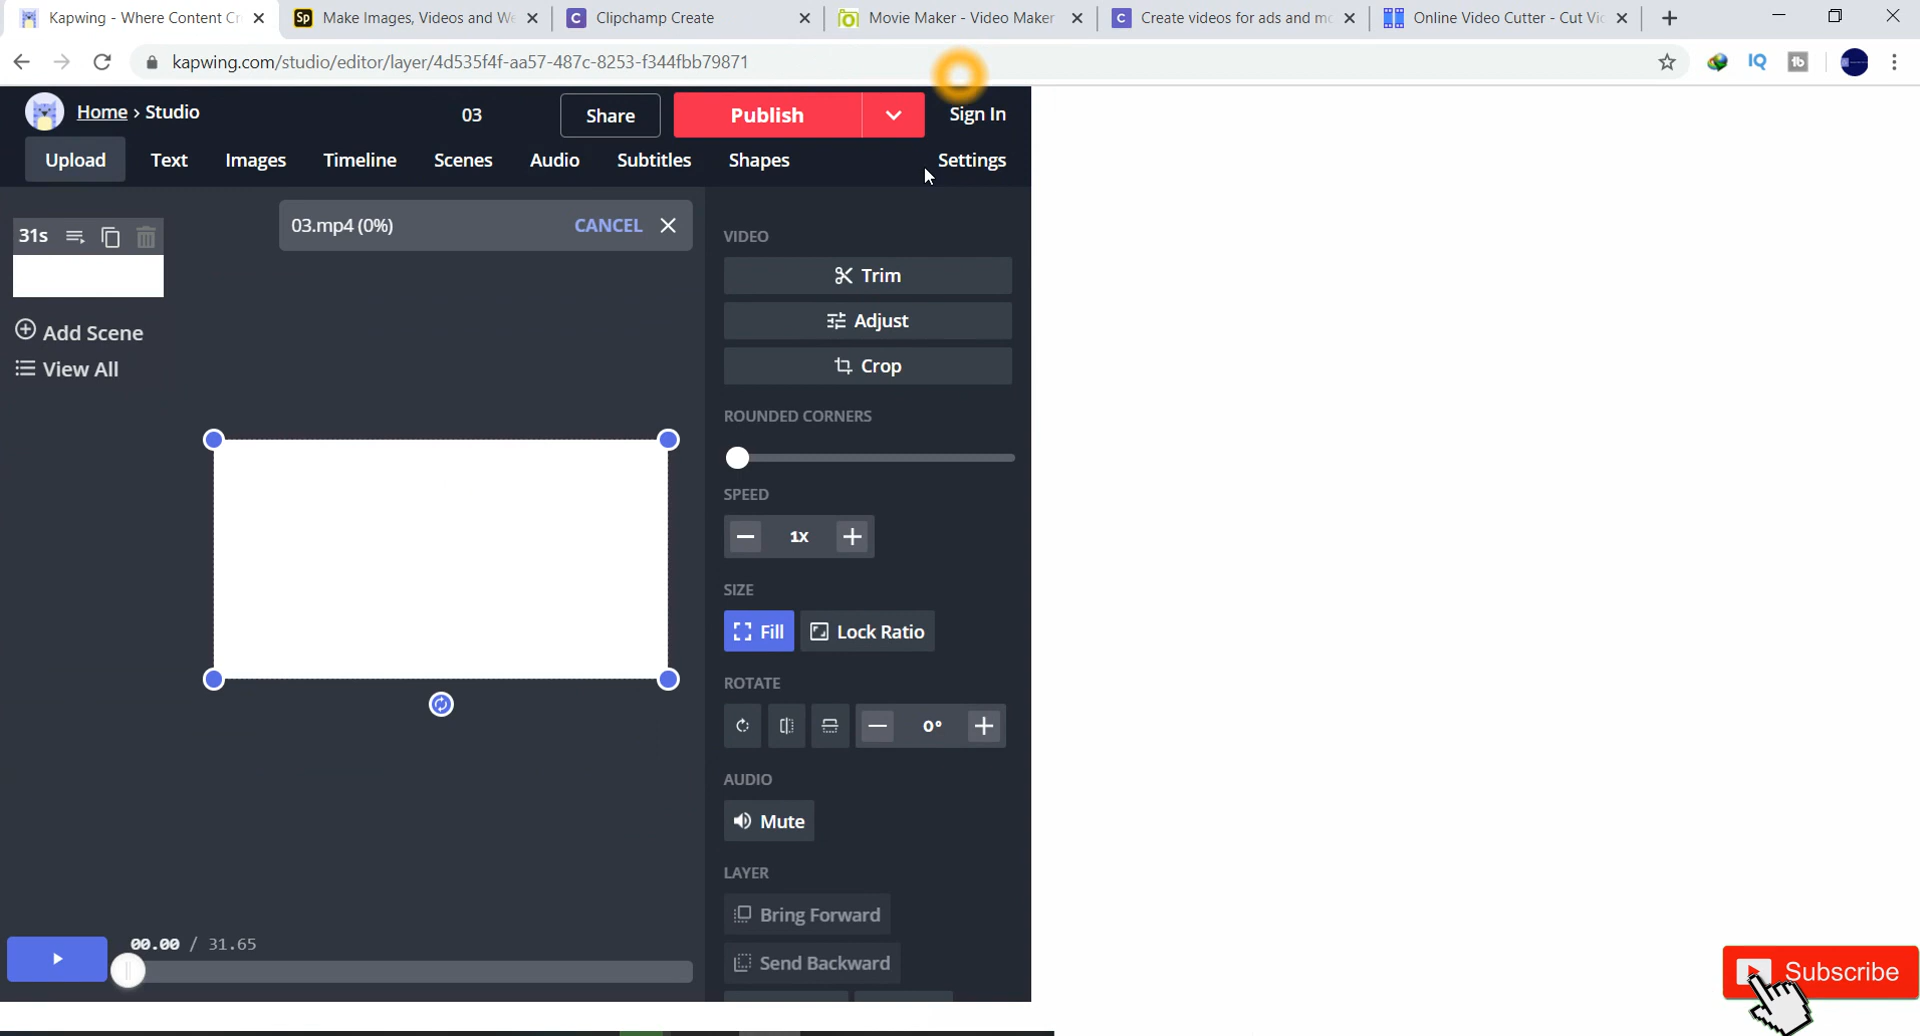 Kapwing - Where Content Cr
Make Images, Videos and We
Clipchamp Create
Movie Maker - Video Maker
Create videos for ads and mo
Online Video Cutter - Cut Vid
kapwing.com/studio/editor/layer/4d535f4f-aa57-487c-8253-f344fbb79871
Home › Studio
03
Share
Publish
Sign In
Upload
Text
Images
Timeline
Scenes
Audio
Subtitles
Shapes
Settings
31s
03.mp4 (0%)
CANCEL
Add Scene
View All
VIDEO
Trim
Adjust
Crop
ROUNDED CORNERS
SPEED
1X
SIZE
Fill
Lock Ratio
ROTATE
0°
AUDIO
Mute
LAYER
Bring Forward
Send Backward
00.00 / 31.65
Subscribe